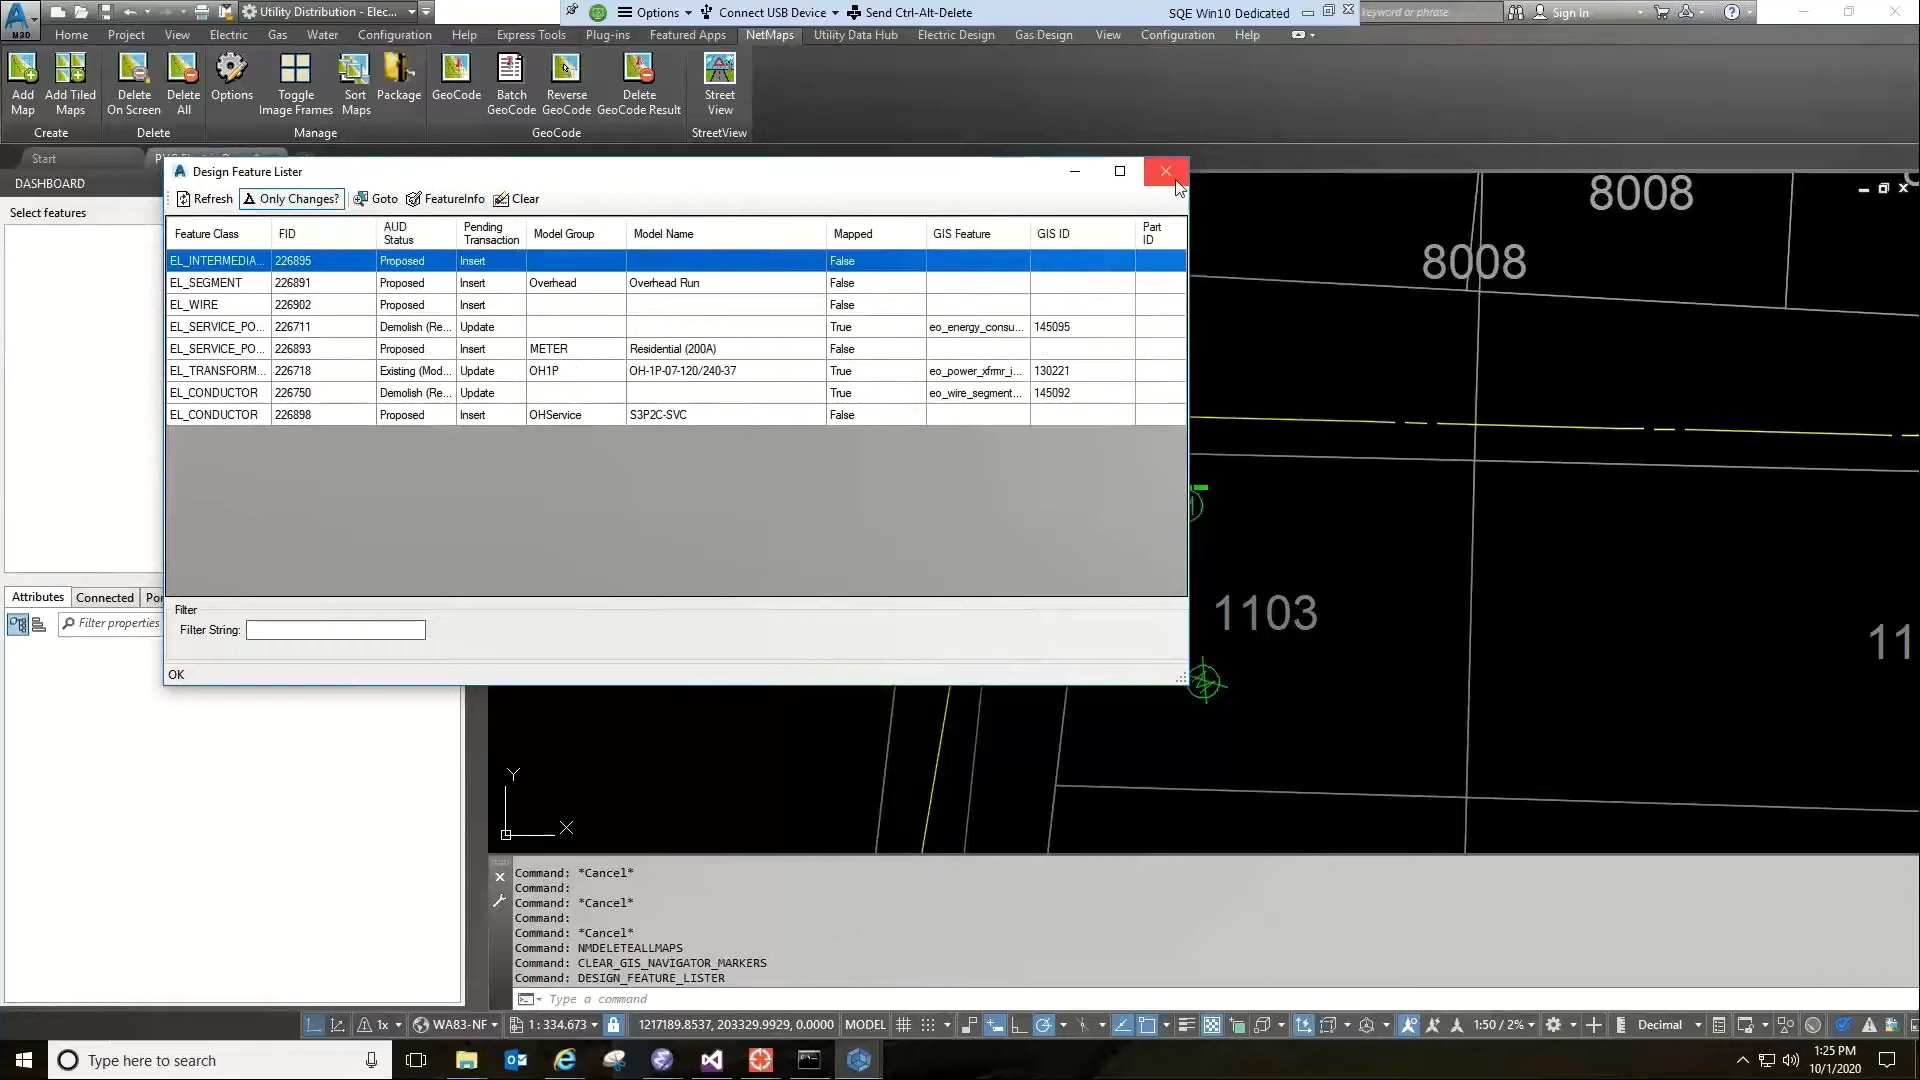 Utility Distribution - Elec...
Options
Connect USB Device
Send Ctrl-Alt-Delete
SQE Win10 Dedicated
keyword or phrase
Sign In
M3D
Home Project View Electric Gas Water Configuration Help Express Tools Plug-ins Featured Apps NetMaps Utility Data Hub Electric Design Gas Design View Configuration Help
Add Map
Add Tiled Maps
Delete On Screen
Delete All
Options
Toggle Image Frames
Sort Maps
Package
GeoCode
Batch GeoCode
Reverse GeoCode
Delete GeoCode Result
Street View
Create Delete Manage GeoCode StreetView
Start
DASHBOARD
Select features
Design Feature Lister
Refresh Only Changes? Goto FeatureInfo Clear
Feature Class FID AUD Status Pending Transaction Model Group Model Name Mapped GIS Feature GIS ID Part ID
EL_INTERMEDIA... 226895 Proposed Insert False
EL_SEGMENT 226891 Proposed Insert Overhead Overhead Run False
EL_WIRE 226902 Proposed Insert False
EL_SERVICE_PO... 226711 Demolish (Re... Update True eo_energy_consu... 145095
EL_SERVICE_PO... 226893 Proposed Insert METER Residential (200A) False
EL_TRANSFORM... 226718 Existing (Mod... Update OH1P OH-1P-07-120/240-37 True eo_power_xfrmr_i... 130221
EL_CONDUCTOR 226750 Demolish (Re... Update True eo_wire_segment... 145092
EL_CONDUCTOR 226898 Proposed Insert OHService S3P2C-SVC False
Filter
Filter String:
OK
Attributes Connected Po
Filter properties
8008
8008
1103
11
Y
X
Command: *Cancel*
Command:
Command: *Cancel*
Command:
Command: *Cancel*
Command: NMDELETEALLMAPS
Command: CLEAR_GIS_NAVIGATOR_MARKERS
Command: DESIGN_FEATURE_LISTER
Type a command
1x WA83-NF 1 : 334.673 1217189.8537, 203329.9929, 0.0000 MODEL 1:50 / 2% Decimal
Type here to search
1:25 PM
10/1/2020